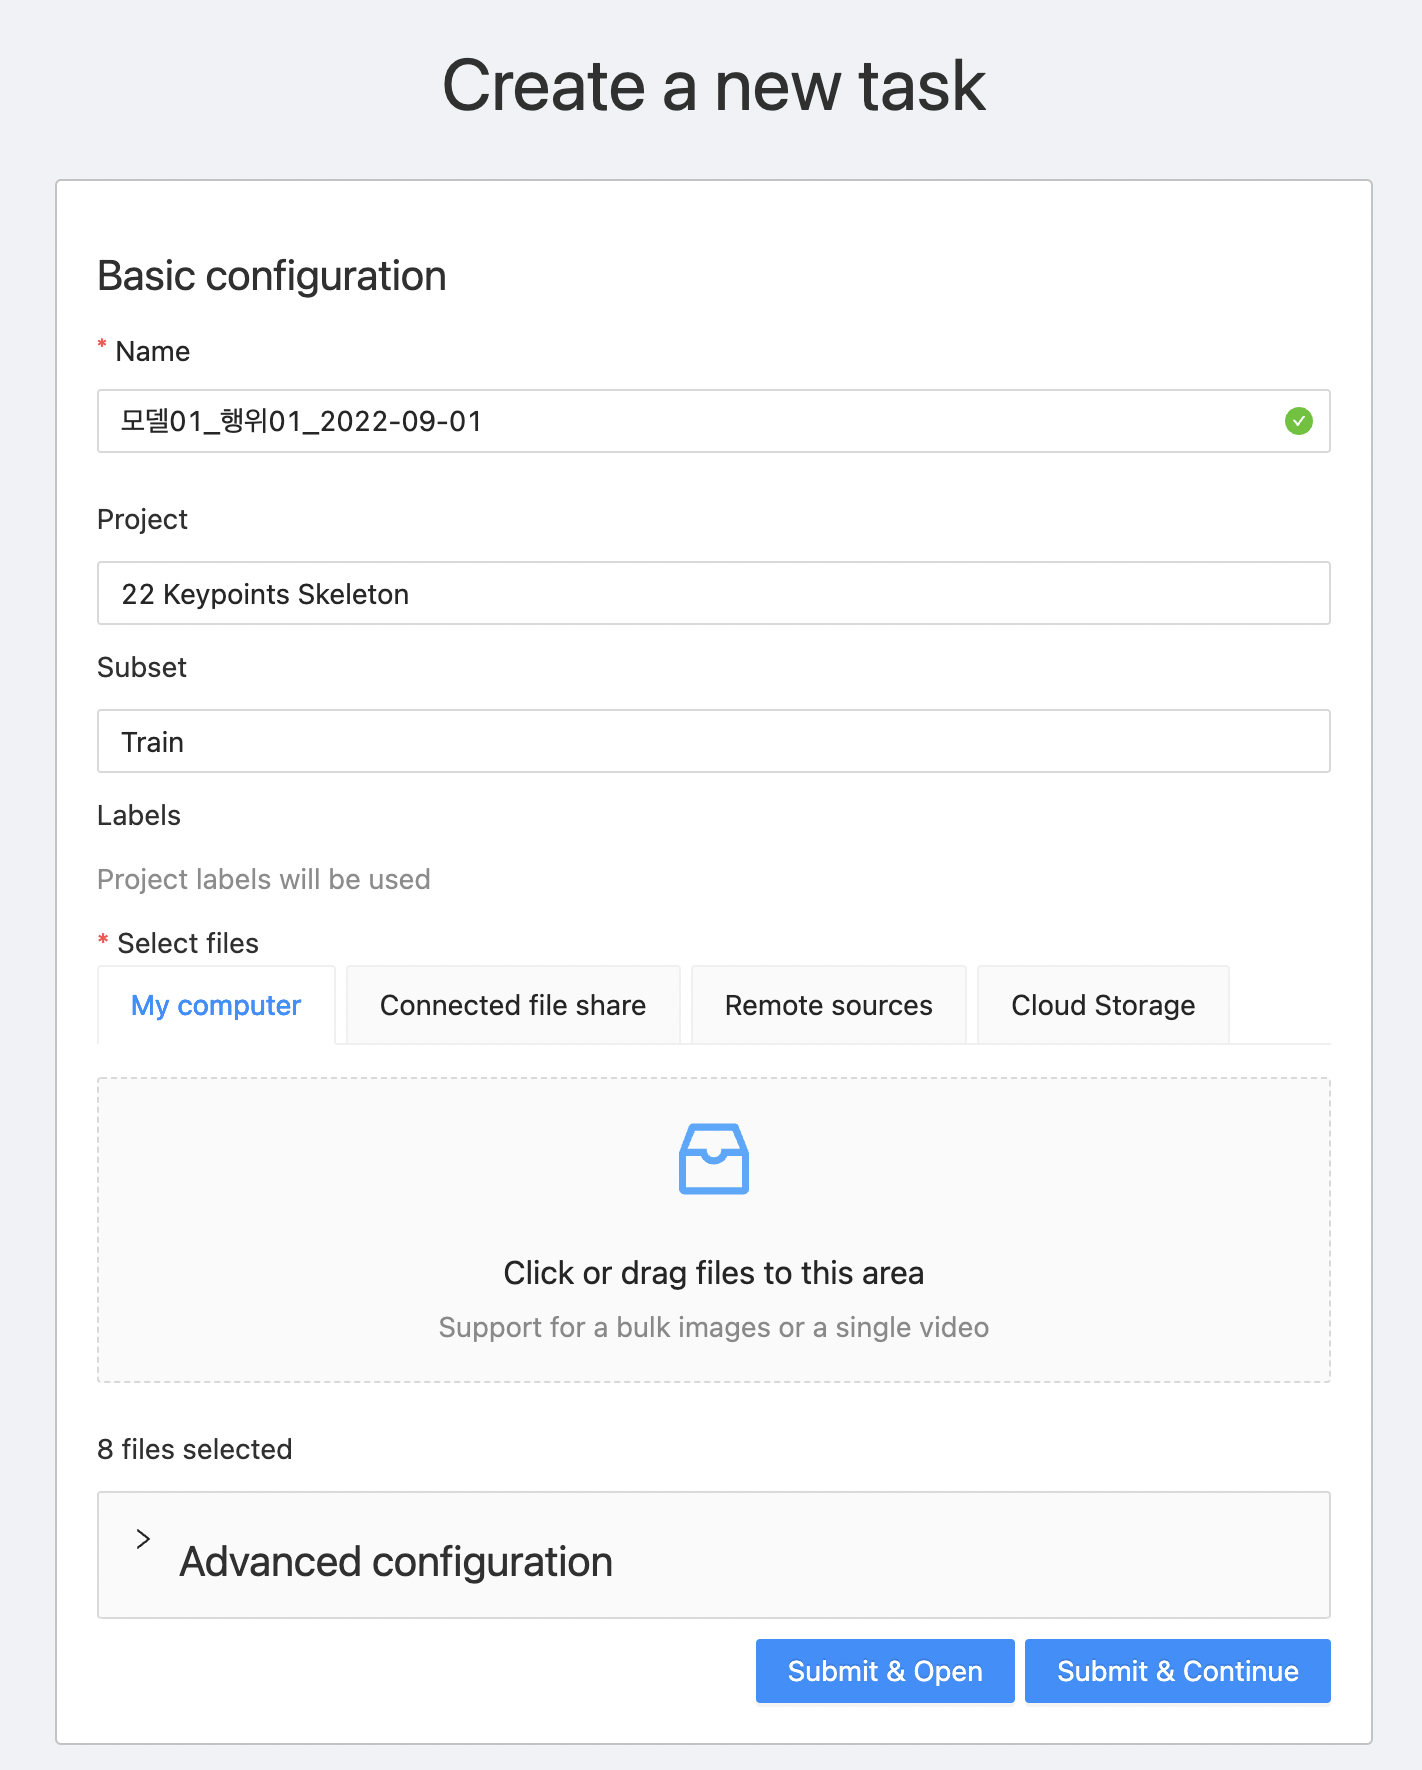 Create a new task
Basic configuration
* Name
모델01_행위01_2022-09-01
Project
22 Keypoints Skeleton
Subset
Train
Labels
Project labels will be used
* Select files
My computer
Connected file share
Remote sources
Cloud Storage
Click or drag files to this area
Support for a bulk images or a single video
8 files selected
Advanced configuration
Submit & Open
Submit & Continue